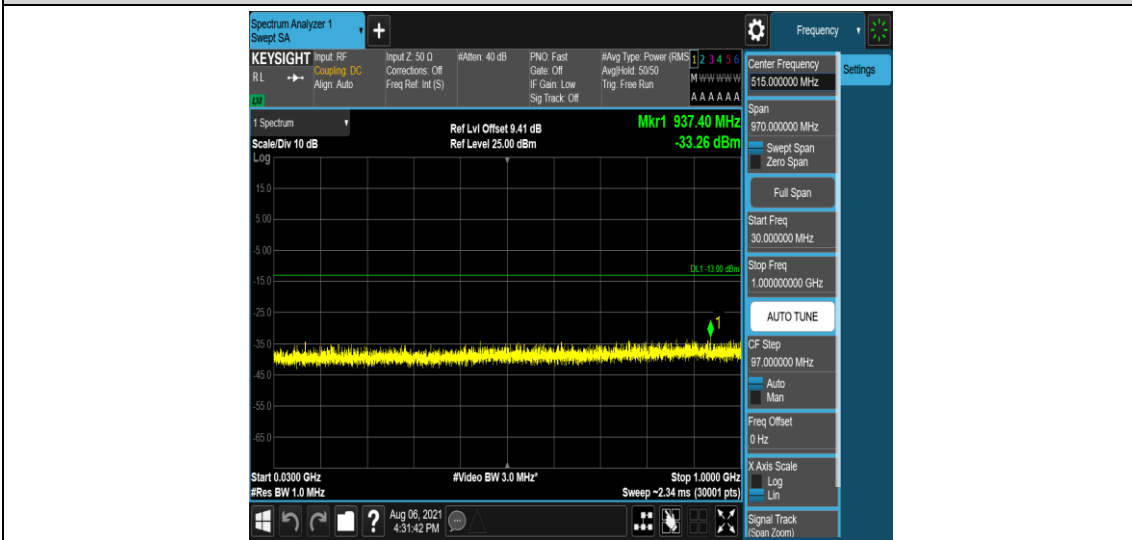 Spectrum Analyzer 1
Swept SA
+
Frequency
KEYSIGHT
RL
LXI
Input: RF
Coupling: DC
Align: Auto
Input Z: 50 Ω
Corrections: Off
Freq Ref: Int (S)
#Atten: 40 dB
PNO: Fast
Gate: Off
IF Gain: Low
Sig Track: Off
#Avg Type: Power (RMS
Avg|Hold: 50/50
Trig: Free Run
1 2 3 4 5 6
M W W W W W
A A A A A A
1 Spectrum
Scale/Div 10 dB
Log
Ref Lvl Offset 9.41 dB
Ref Level 25.00 dBm
Mkr1 937.40 MHz
-33.26 dBm
15.0
5.00
-5.00
DL1 -13.00 dBm
-15.0
-25.0
1
-35.0
-45.0
-55.0
-65.0
Start 0.0300 GHz
#Res BW 1.0 MHz
#Video BW 3.0 MHz*
Stop 1.0000 GHz
Sweep ~2.34 ms (30001 pts)
?
Aug 06, 2021
4:31:42 PM
Center Frequency
515.000000 MHz
Settings
Span
970.000000 MHz
Swept Span
Zero Span
Full Span
Start Freq
30.000000 MHz
Stop Freq
1.000000000 GHz
AUTO TUNE
CF Step
97.000000 MHz
Auto
Man
Freq Offset
0 Hz
X Axis Scale
Log
Lin
Signal Track
(Span Zoom)